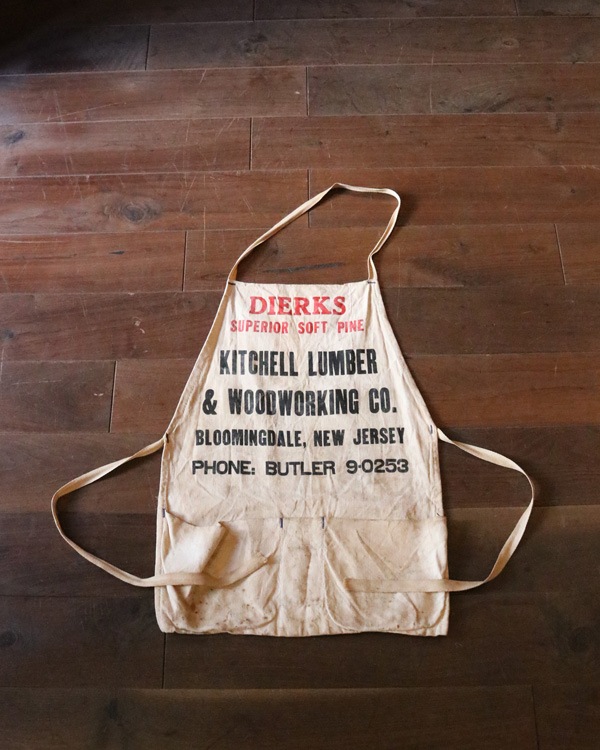 DIERKS
SUPERIOR SOFT PINE
KITCHELL LUMBER
& WOODWORKING CO.
BLOOMINGDALE, NEW JERSEY
PHONE: BUTLER 9-0253